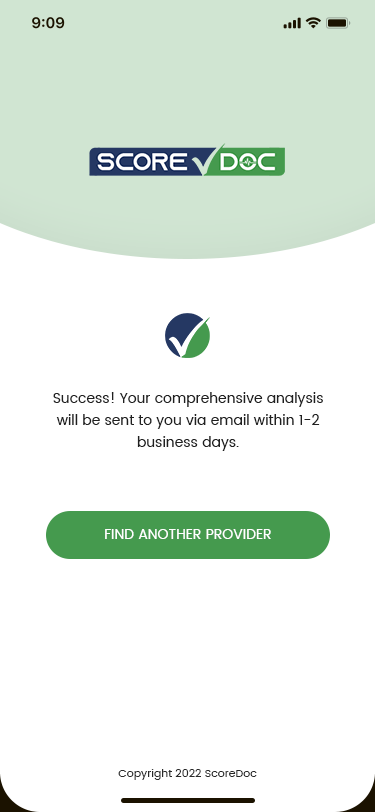 9:09
SCORE DOC
Success! Your comprehensive analysis
will be sent to you via email within 1-2
business days.
FIND ANOTHER PROVIDER
Copyright 2022 ScoreDoc